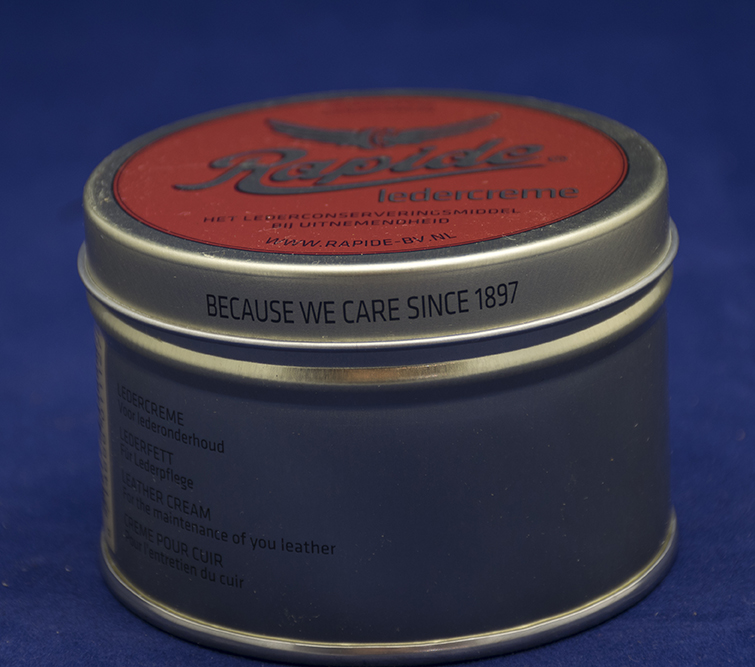 Rapide
ledercreme
HET LEDERCONSERVERINGSMIDDEL
BIJ UITNEMENDHEID
WWW.RAPIDE-BV.NL
BECAUSE WE CARE SINCE 1897
LEDERCREME
Voor lederonderhoud
LEDERFETT
Für Lederpflege
LEATHER CREAM
For the maintenance of you leather
CREME POUR CUIR
Pour l'entretien du cuir